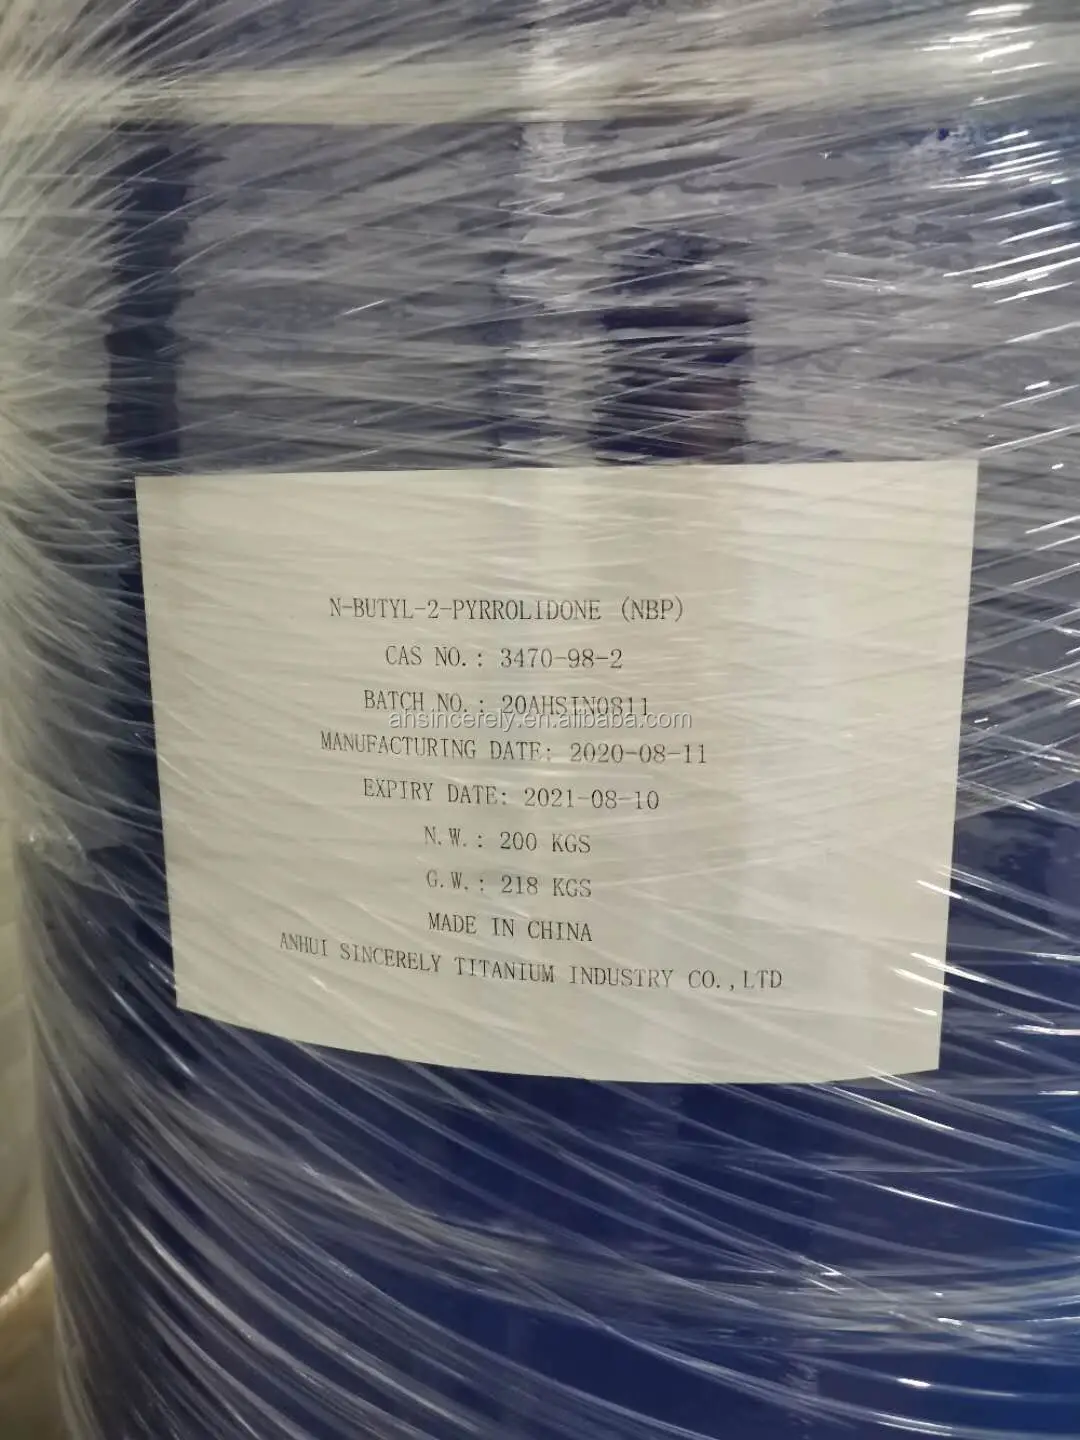 N-BUTYL-2-PYRROLIDONE (NBP)
CAS NO.: 3470-98-2
BATCH NO.: 20AHSIN0811
ahsincerely.en.alibaba.com
MANUFACTURING DATE: 2020-08-11
EXPIRY DATE: 2021-08-10
N.W.: 200 KGS
G.W.: 218 KGS
MADE IN CHINA
ANHUI SINCERELY TITANIUM INDUSTRY CO.,LTD